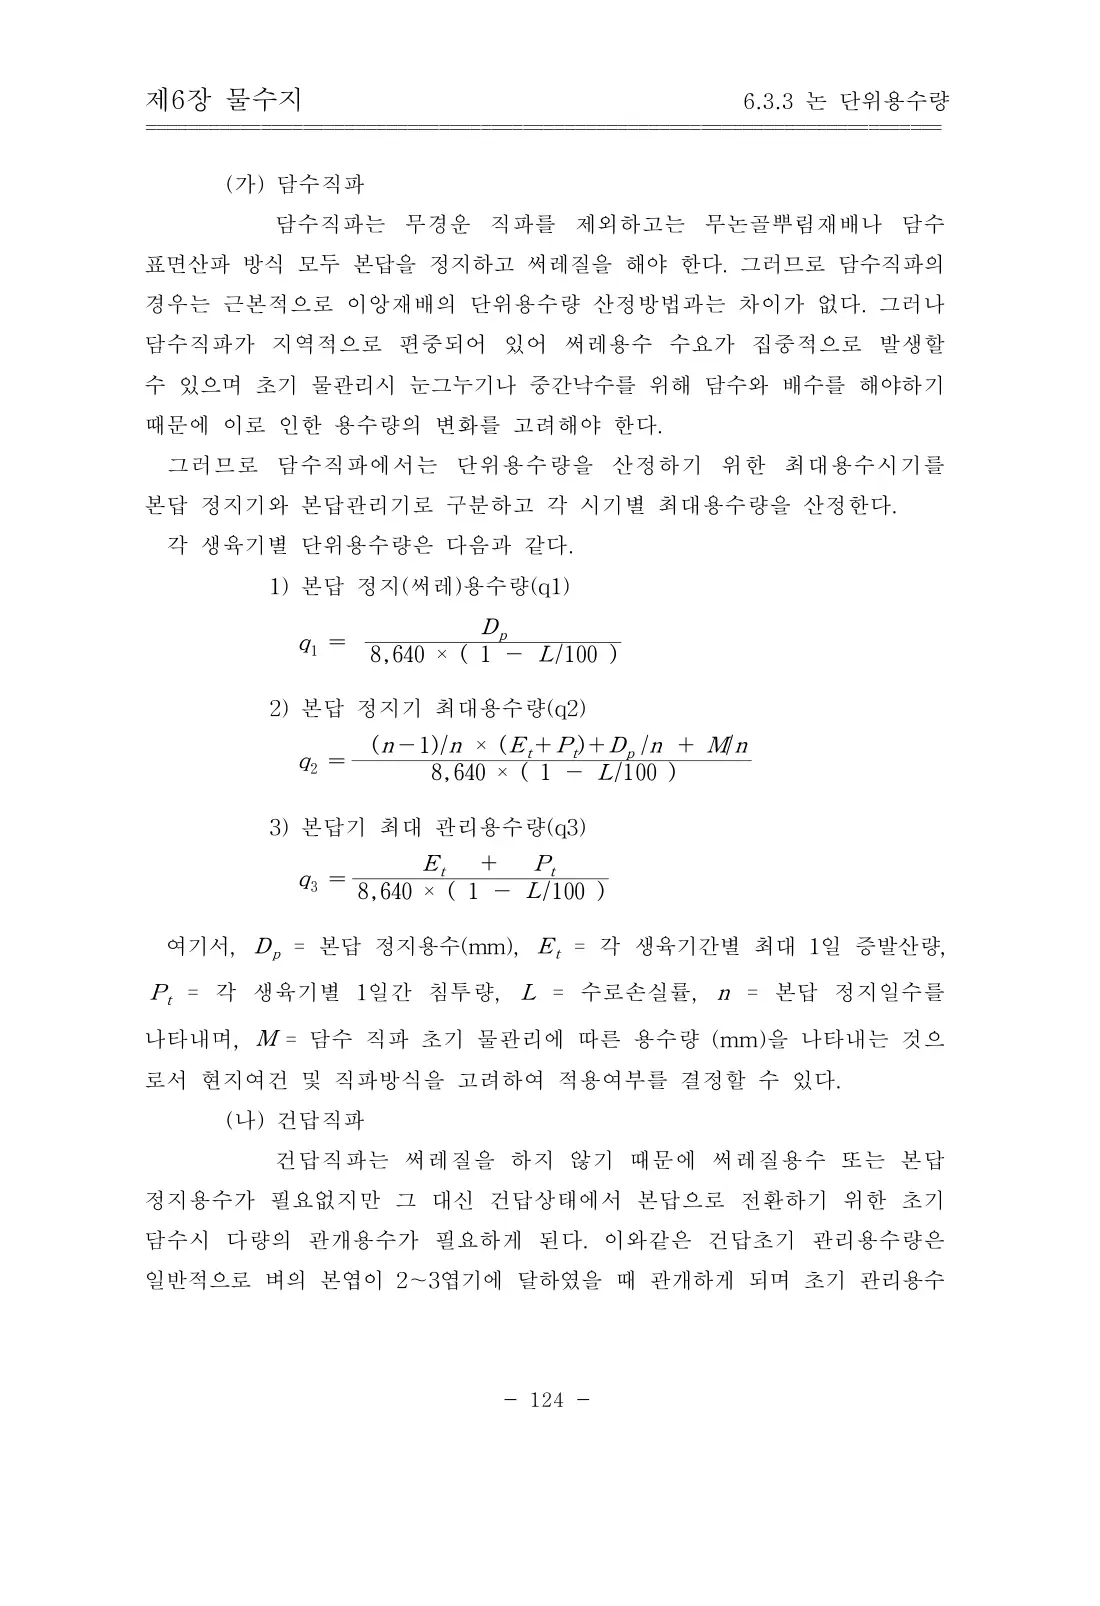 제6장 물수지 6.3.3 논 단위용수량
================================================================================
(가) 담수직파
담수직파는 무경운 직파를 제외하고는 무논골뿌림재배나 담수
표면산파 방식 모두 본답을 정지하고 써레질을 해야 한다. 그러므로 담수직파의
경우는 근본적으로 이앙재배의 단위용수량 산정방법과는 차이가 없다. 그러나
담수직파가 지역적으로 편중되어 있어 써레용수 수요가 집중적으로 발생할
수 있으며 초기 물관리시 눈그누기나 중간낙수를 위해 담수와 배수를 해야하기
때문에 이로 인한 용수량의 변화를 고려해야 한다.
그러므로 담수직파에서는 단위용수량을 산정하기 위한 최대용수시기를
본답 정지기와 본답관리기로 구분하고 각 시기별 최대용수량을 산정한다.
각 생육기별 단위용수량은 다음과 같다.
1) 본답 정지(써레)용수량(q1)
q₁ = D_p / 8,640 × ( 1 − L/100 )
2) 본답 정지기 최대용수량(q2)
q₂ = (n−1)/n × (E_t+P_t)+D_p/n + M/n / 8,640 × ( 1 − L/100 )
3) 본답기 최대 관리용수량(q3)
q₃ = E_t + P_t / 8,640 × ( 1 − L/100 )
여기서, D_p = 본답 정지용수(mm), E_t = 각 생육기간별 최대 1일 증발산량,
P_t = 각 생육기별 1일간 침투량, L = 수로손실률, n = 본답 정지일수를
나타내며, M = 담수 직파 초기 물관리에 따른 용수량 (mm)을 나타내는 것으
로서 현지여건 및 직파방식을 고려하여 적용여부를 결정할 수 있다.
(나) 건답직파
건답직파는 써레질을 하지 않기 때문에 써레질용수 또는 본답
정지용수가 필요없지만 그 대신 건답상태에서 본답으로 전환하기 위한 초기
담수시 다량의 관개용수가 필요하게 된다. 이와같은 건답초기 관리용수량은
일반적으로 벼의 본엽이 2~3엽기에 달하였을 때 관개하게 되며 초기 관리용수
- 124 -